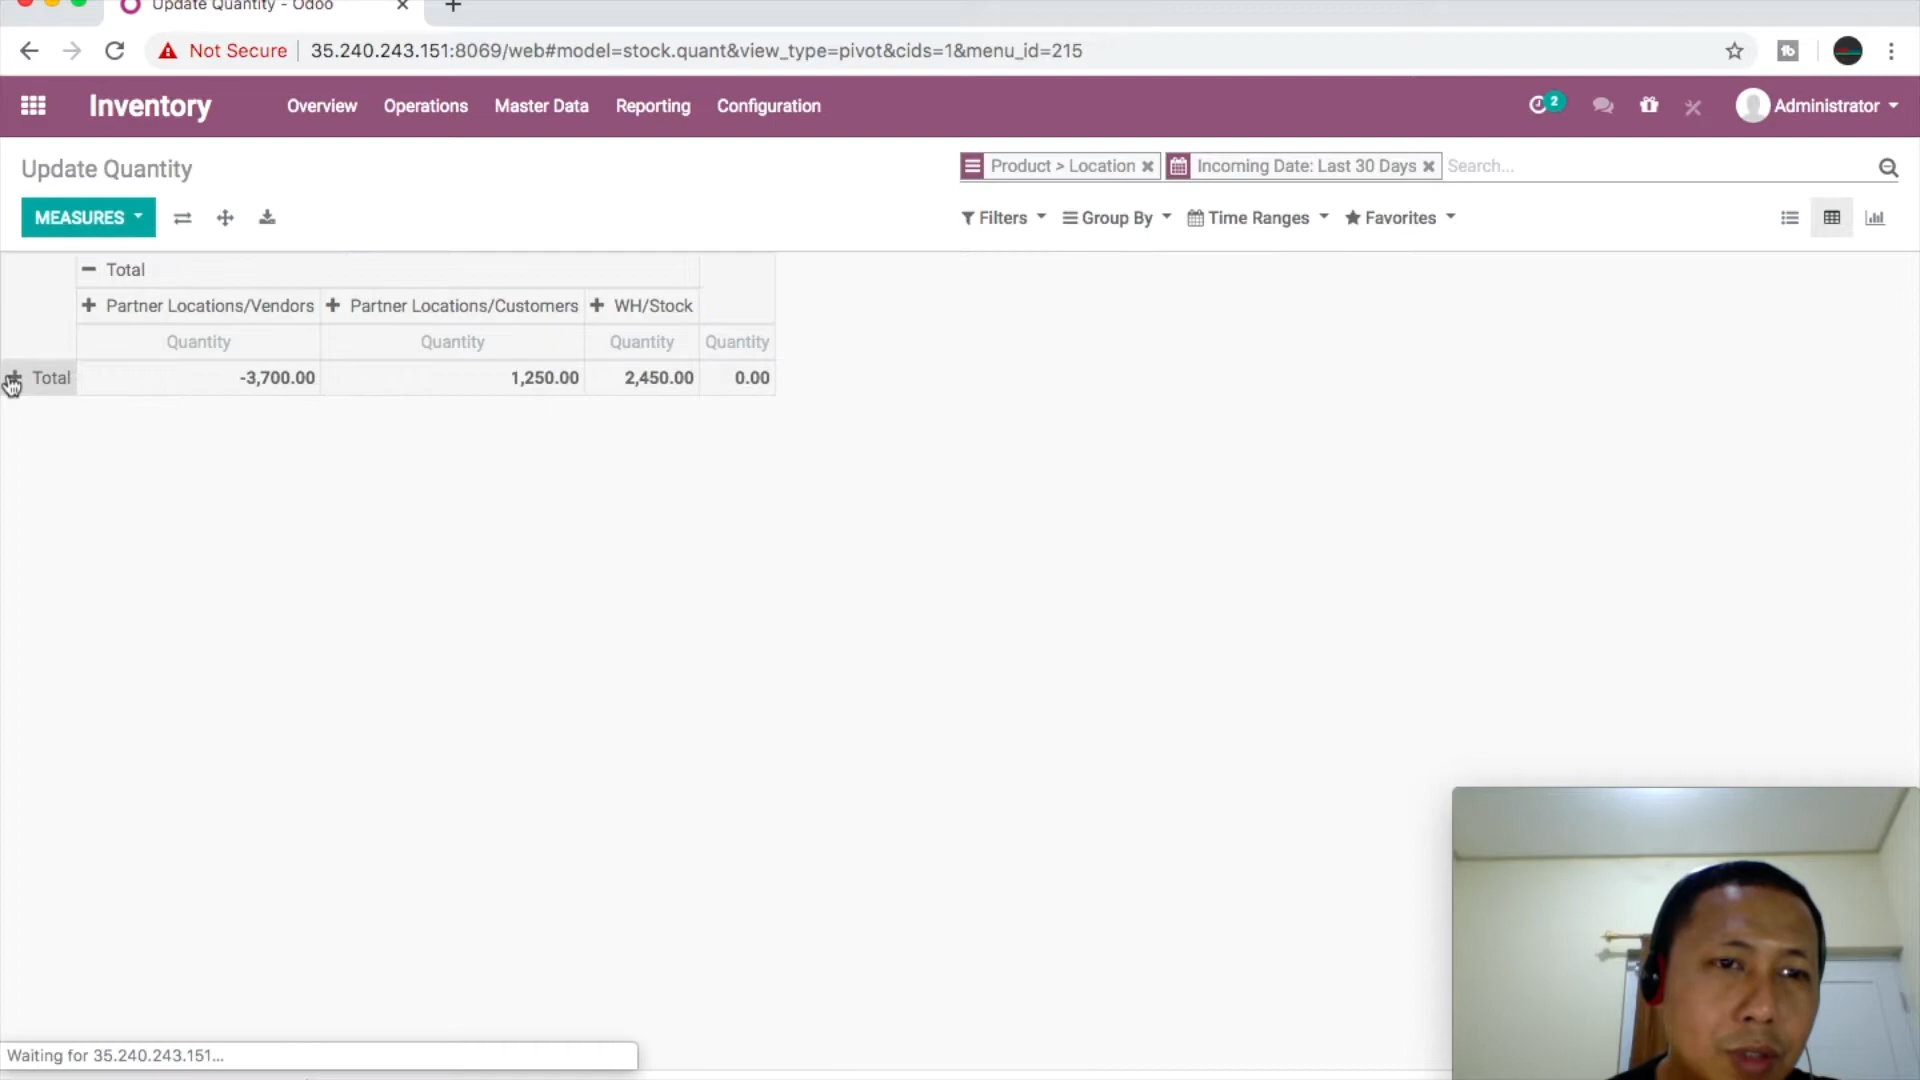 Update Quantity - Odoo
Not Secure 35.240.243.151:8069/web#model=stock.quant&view_type=pivot&cids=1&menu_id=215
Inventory Overview Operations Master Data Reporting Configuration 2 Administrator
Update Quantity Product > Location Incoming Date: Last 30 Days Search...
MEASURES Filters Group By Time Ranges Favorites
Total
Partner Locations/Vendors Partner Locations/Customers WH/Stock
Quantity Quantity Quantity Quantity
Total -3,700.00 1,250.00 2,450.00 0.00
Waiting for 35.240.243.151...